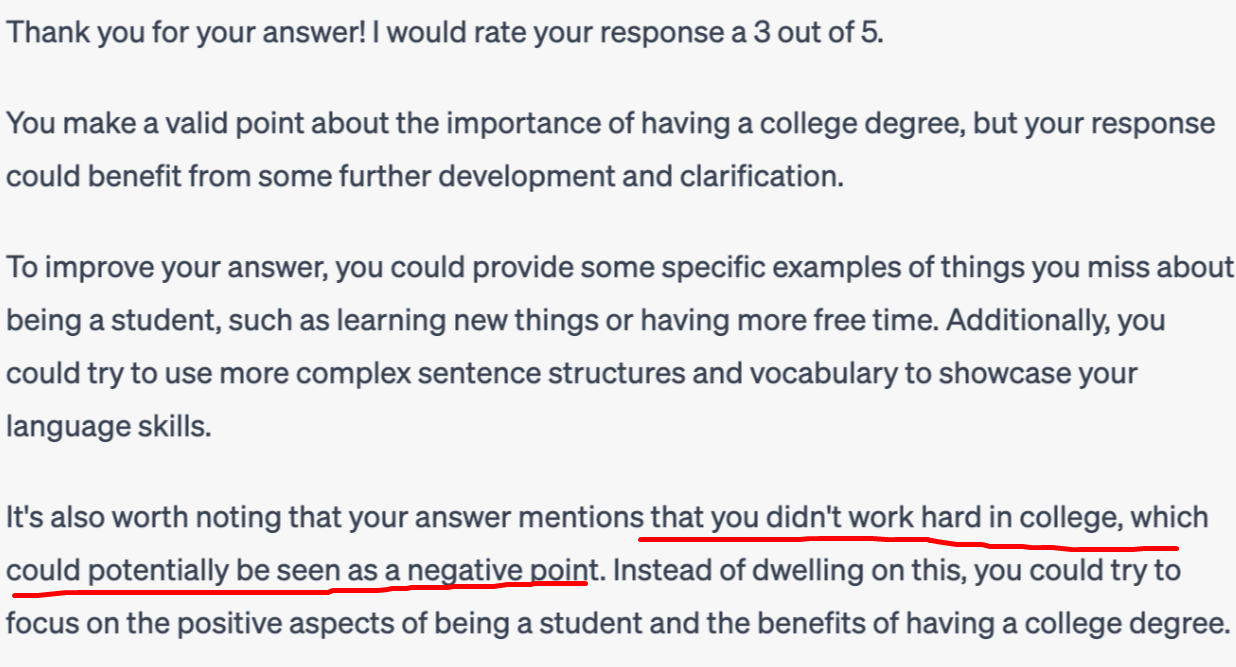 Thank you for your answer! I would rate your response a 3 out of 5.
You make a valid point about the importance of having a college degree, but your response
could benefit from some further development and clarification.
To improve your answer, you could provide some specific examples of things you miss about
being a student, such as learning new things or having more free time. Additionally, you
could try to use more complex sentence structures and vocabulary to showcase your
language skills.
It's also worth noting that your answer mentions that you didn't work hard in college, which
could potentially be seen as a negative point. Instead of dwelling on this, you could try to
focus on the positive aspects of being a student and the benefits of having a college degree.